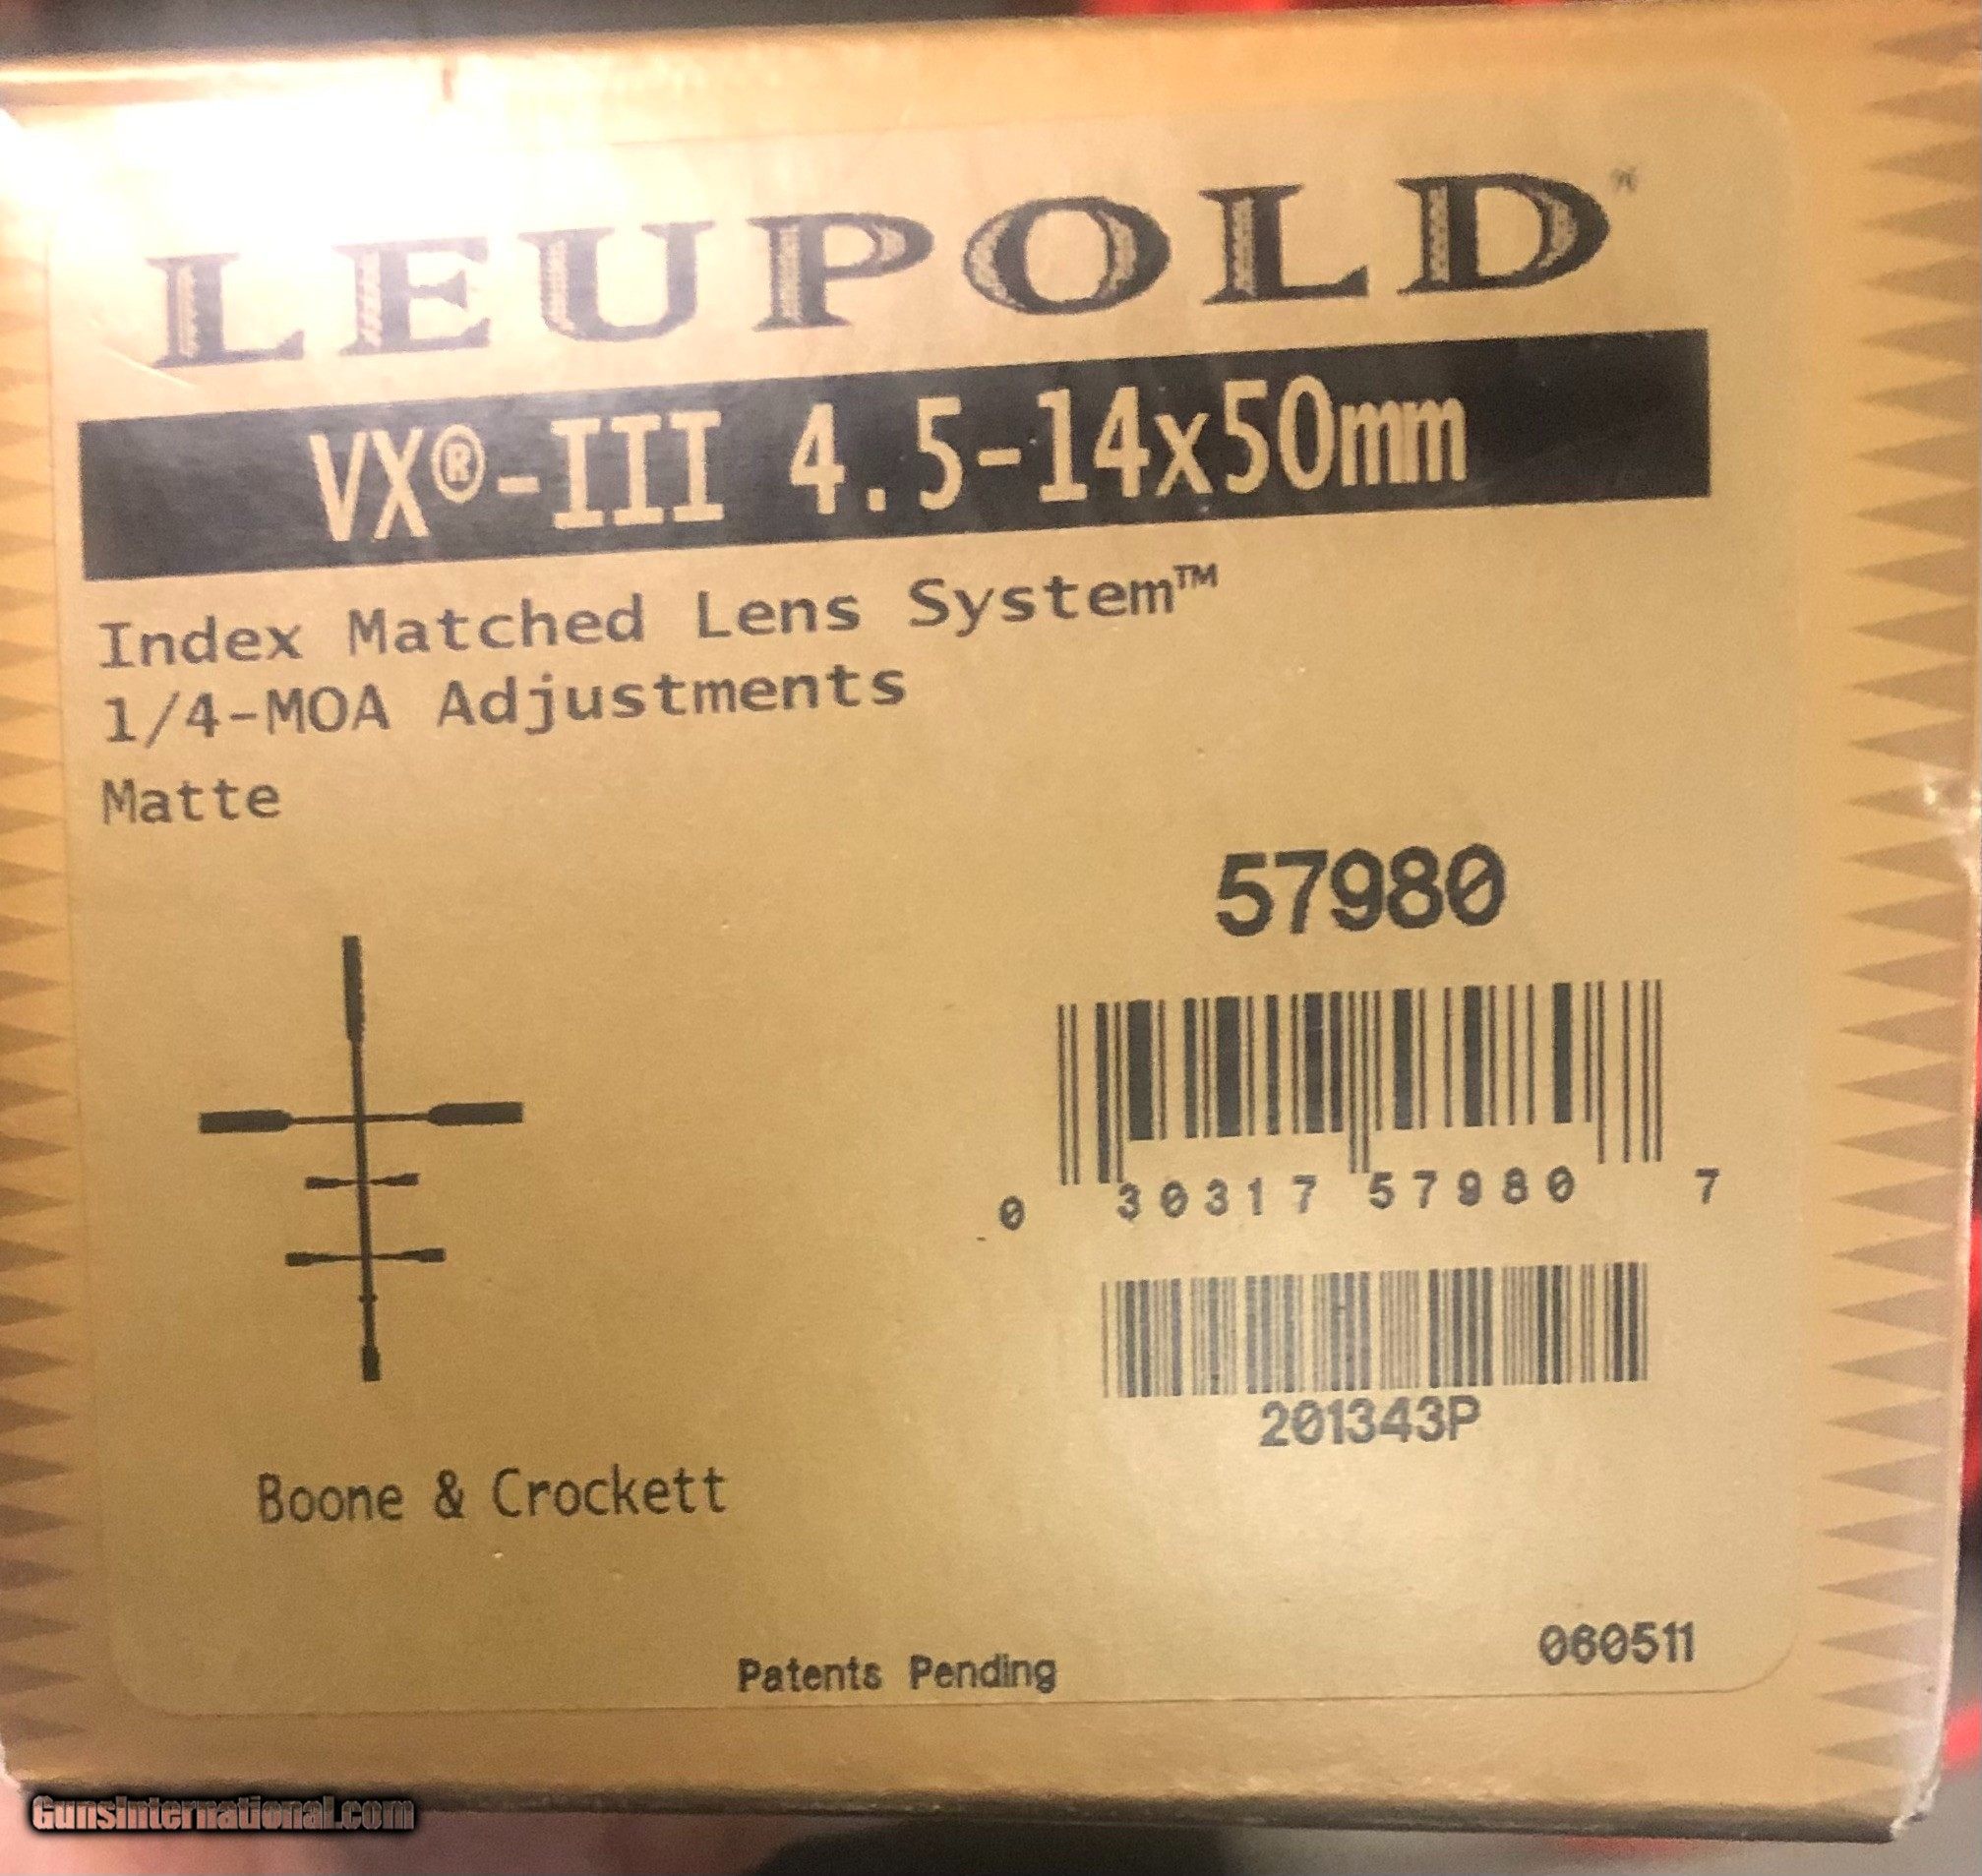 LEUPOLD
VX®-III 4.5-14x50mm
Index Matched Lens System™
1/4-MOA Adjustments
Matte
57980
0 30317 57980 7
201343P
Boone & Crockett
Patents Pending
060511
GunsInternational.com